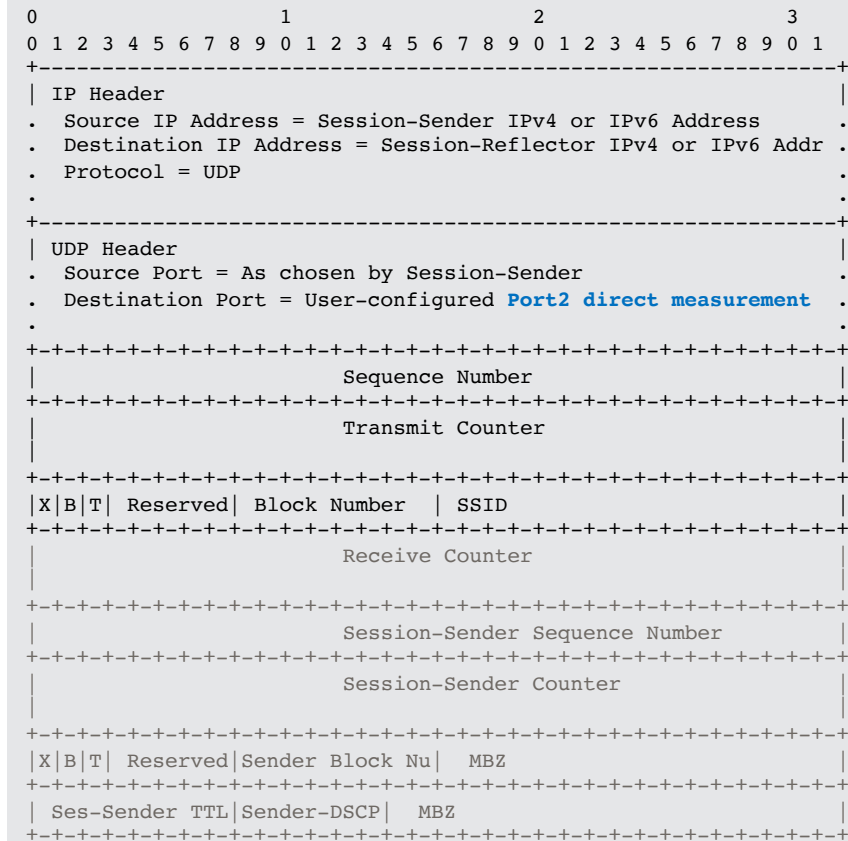 0                   1                   2                   3
0 1 2 3 4 5 6 7 8 9 0 1 2 3 4 5 6 7 8 9 0 1 2 3 4 5 6 7 8 9 0 1
+---------------------------------------------------------------+
| IP Header                                                     |
.  Source IP Address = Session-Sender IPv4 or IPv6 Address      .
.  Destination IP Address = Session-Reflector IPv4 or IPv6 Addr .
.  Protocol = UDP                                               .
.                                                               .
+---------------------------------------------------------------+
| UDP Header                                                    |
.  Source Port = As chosen by Session-Sender                    .
.  Destination Port = User-configured Port2 direct measurement  .
.                                                               .
+-+-+-+-+-+-+-+-+-+-+-+-+-+-+-+-+-+-+-+-+-+-+-+-+-+-+-+-+-+-+-+-+
|                        Sequence Number                        |
+-+-+-+-+-+-+-+-+-+-+-+-+-+-+-+-+-+-+-+-+-+-+-+-+-+-+-+-+-+-+-+-+
|                        Transmit Counter                       |
|                                                               |
+-+-+-+-+-+-+-+-+-+-+-+-+-+-+-+-+-+-+-+-+-+-+-+-+-+-+-+-+-+-+-+-+
|X|B|T| Reserved| Block Number  | SSID                          |
+-+-+-+-+-+-+-+-+-+-+-+-+-+-+-+-+-+-+-+-+-+-+-+-+-+-+-+-+-+-+-+-+
|                        Receive Counter                        |
|                                                               |
+-+-+-+-+-+-+-+-+-+-+-+-+-+-+-+-+-+-+-+-+-+-+-+-+-+-+-+-+-+-+-+-+
|                        Session-Sender Sequence Number         |
+-+-+-+-+-+-+-+-+-+-+-+-+-+-+-+-+-+-+-+-+-+-+-+-+-+-+-+-+-+-+-+-+
|                        Session-Sender Counter                 |
|                                                               |
+-+-+-+-+-+-+-+-+-+-+-+-+-+-+-+-+-+-+-+-+-+-+-+-+-+-+-+-+-+-+-+-+
|X|B|T| Reserved|Sender Block Nu|  MBZ                          |
+-+-+-+-+-+-+-+-+-+-+-+-+-+-+-+-+-+-+-+-+-+-+-+-+-+-+-+-+-+-+-+-+
| Ses-Sender TTL|Sender-DSCP|  MBZ                              |
+-+-+-+-+-+-+-+-+-+-+-+-+-+-+-+-+-+-+-+-+-+-+-+-+-+-+-+-+-+-+-+-+